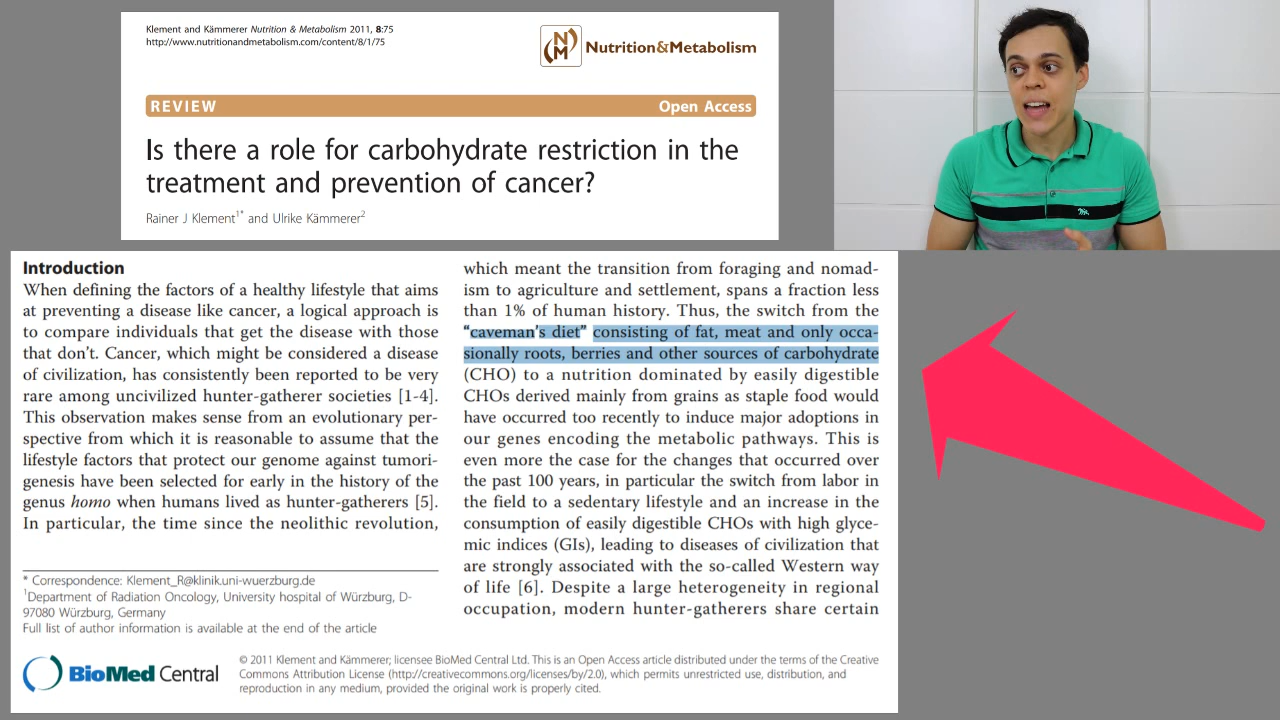 Klement and Kämmerer Nutrition & Metabolism 2011, 8:75
http://www.nutritionandmetabolism.com/content/8/1/75
NM
Nutrition&Metabolism
REVIEW
Open Access
Is there a role for carbohydrate restriction in the
treatment and prevention of cancer?
Rainer J Klement1* and Ulrike Kämmerer2
Introduction
When defining the factors of a healthy lifestyle that aims
at preventing a disease like cancer, a logical approach is
to compare individuals that get the disease with those
that don't. Cancer, which might be considered a disease
of civilization, has consistently been reported to be very
rare among uncivilized hunter-gatherer societies [1-4].
This observation makes sense from an evolutionary per-
spective from which it is reasonable to assume that the
lifestyle factors that protect our genome against tumori-
genesis have been selected for early in the history of the
genus homo when humans lived as hunter-gatherers [5].
In particular, the time since the neolithic revolution,
* Correspondence: Klement_R@klinik.uni-wuerzburg.de
1Department of Radiation Oncology, University hospital of Würzburg, D-
97080 Würzburg, Germany
Full list of author information is available at the end of the article
which meant the transition from foraging and nomad-
ism to agriculture and settlement, spans a fraction less
than 1% of human history. Thus, the switch from the
"caveman's diet" consisting of fat, meat and only occa-
sionally roots, berries and other sources of carbohydrate
(CHO) to a nutrition dominated by easily digestible
CHOs derived mainly from grains as staple food would
have occurred too recently to induce major adoptions in
our genes encoding the metabolic pathways. This is
even more the case for the changes that occurred over
the past 100 years, in particular the switch from labor in
the field to a sedentary lifestyle and an increase in the
consumption of easily digestible CHOs with high glyce-
mic indices (GIs), leading to diseases of civilization that
are strongly associated with the so-called Western way
of life [6]. Despite a large heterogeneity in regional
occupation, modern hunter-gatherers share certain
BioMed Central
© 2011 Klement and Kämmerer; licensee BioMed Central Ltd. This is an Open Access article distributed under the terms of the Creative
Commons Attribution License (http://creativecommons.org/licenses/by/2.0), which permits unrestricted use, distribution, and
reproduction in any medium, provided the original work is properly cited.